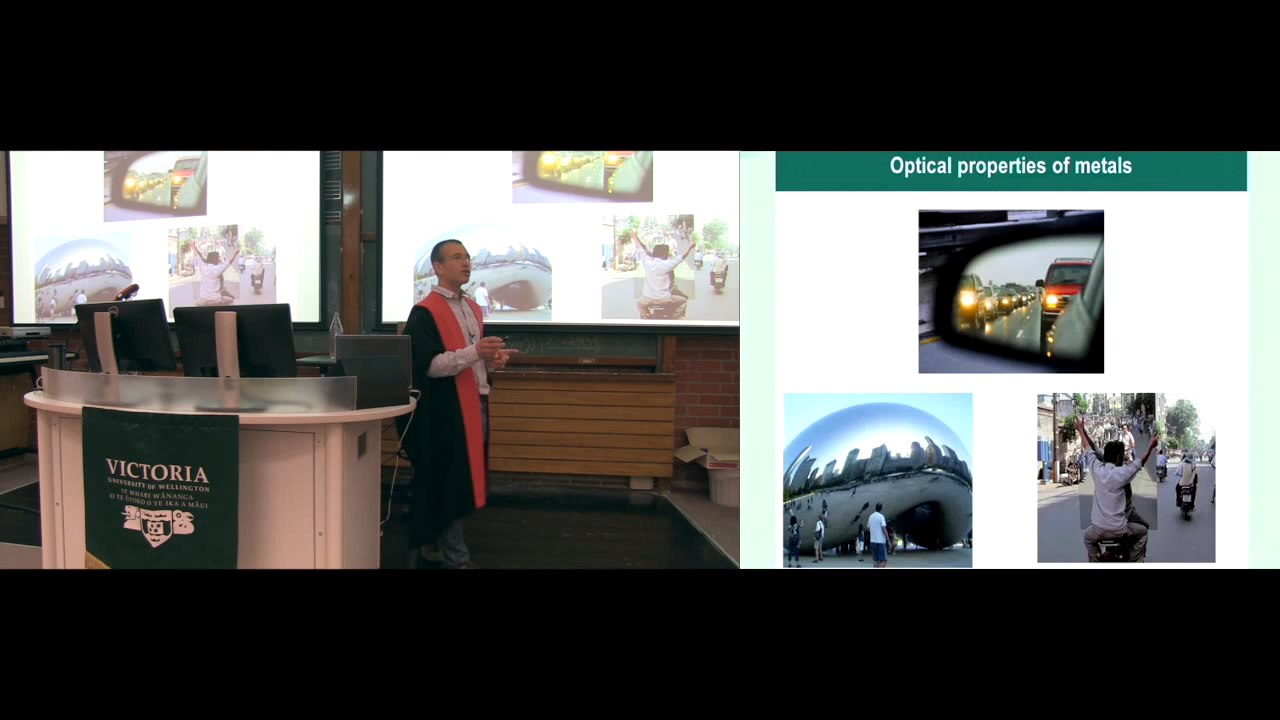 Optical properties of metals
VICTORIA
UNIVERSITY OF WELLINGTON
TE WHARE WĀNANGA
O TE ŪPOKO O TE IKA A MĀUI